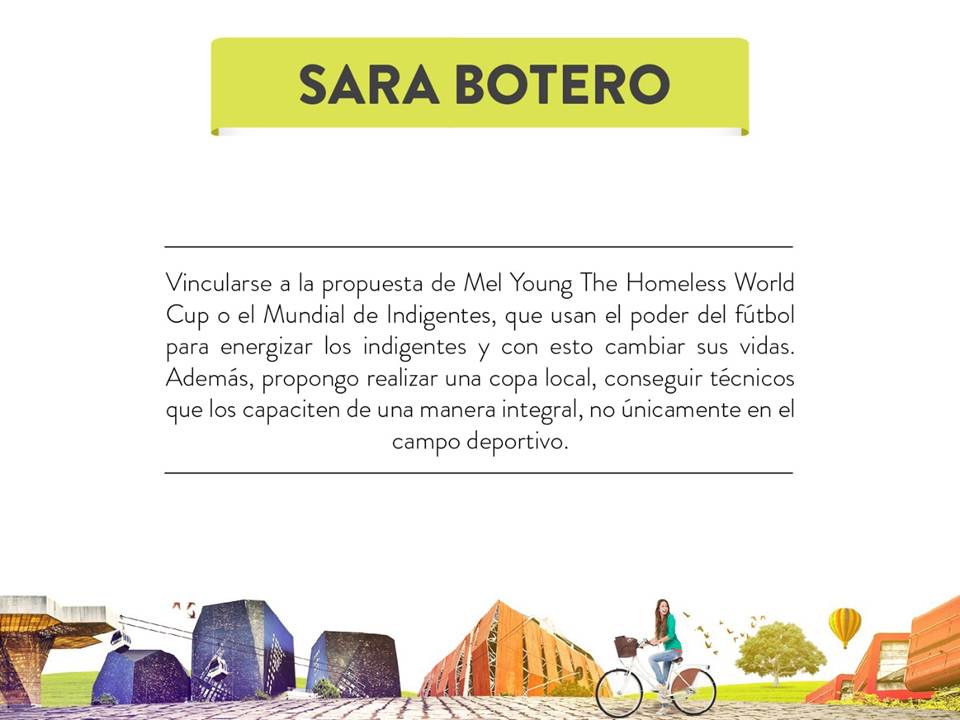 SARA BOTERO
Vincularse a la propuesta de Mel Young The Homeless World
Cup o el Mundial de Indigentes, que usan el poder del fútbol
para energizar los indigentes y con esto cambiar sus vidas.
Además, propongo realizar una copa local, conseguir técnicos
que los capaciten de una manera integral, no únicamente en el
campo deportivo.